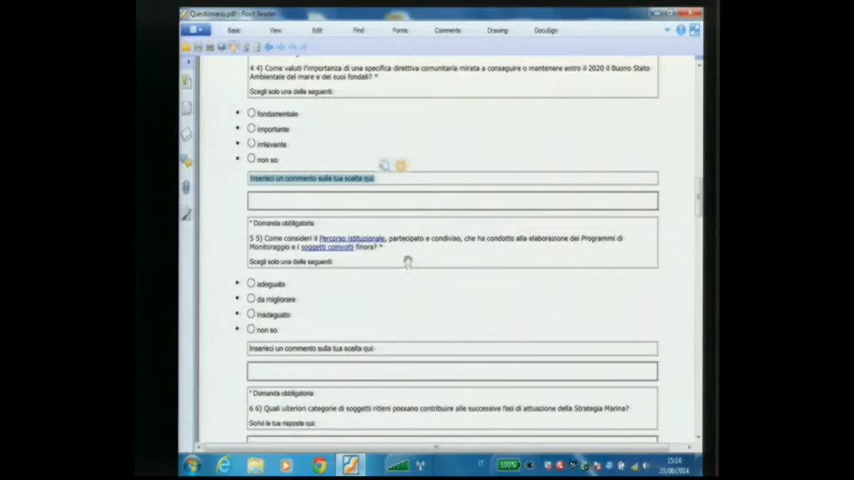 Questionario.pdf - Foxit Reader
Basic View Edit Find Forms Comments Drawing DocuSign
4 4) Come valuti l'importanza di una specifica direttiva comunitaria mirata a conseguire o mantenere entro il 2020 il Buono Stato
Ambientale del mare e dei suoi fondali? *
Scegli solo una delle seguenti:
fondamentale
importante
irrilevante
non so
Inserisci un commento sulla tua scelta qui:
* Domanda obbligatoria
5 5) Come consideri il Percorso istituzionale, partecipato e condiviso, che ha condotto alla elaborazione dei Programmi di
Monitoraggio e i soggetti coinvolti finora? *
Scegli solo una delle seguenti:
adeguato
da migliorare
inadeguato
non so
Inserisci un commento sulla tua scelta qui:
* Domanda obbligatoria
6 6) Quali ulteriori categorie di soggetti ritieni possano contribuire alle successive fasi di attuazione della Strategia Marina?
Scrivi le tue risposte qui:
IT 100% 15:14
25/06/2014